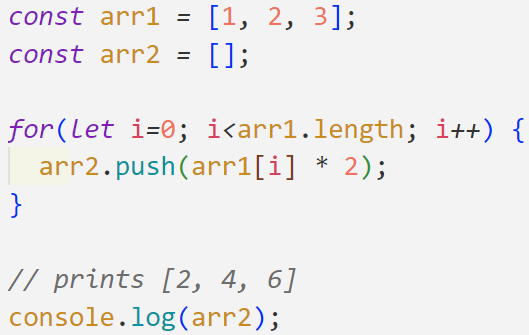 const arr1 = [1, 2, 3];
const arr2 = [];
for(let i=0; i<arr1.length; i++) {
  arr2.push(arr1[i] * 2);
}
// prints [2, 4, 6]
console.log(arr2);